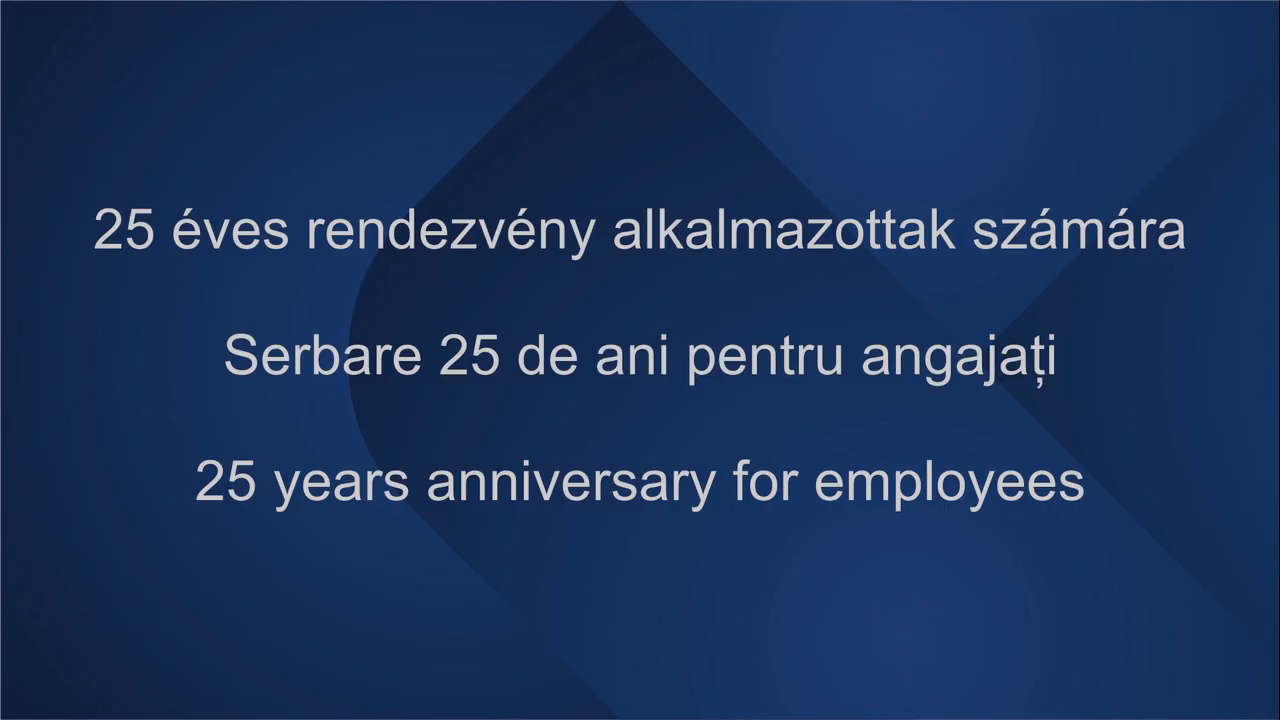 25 éves rendezvény alkalmazottak számára
Serbare 25 de ani pentru angajați
25 years anniversary for employees